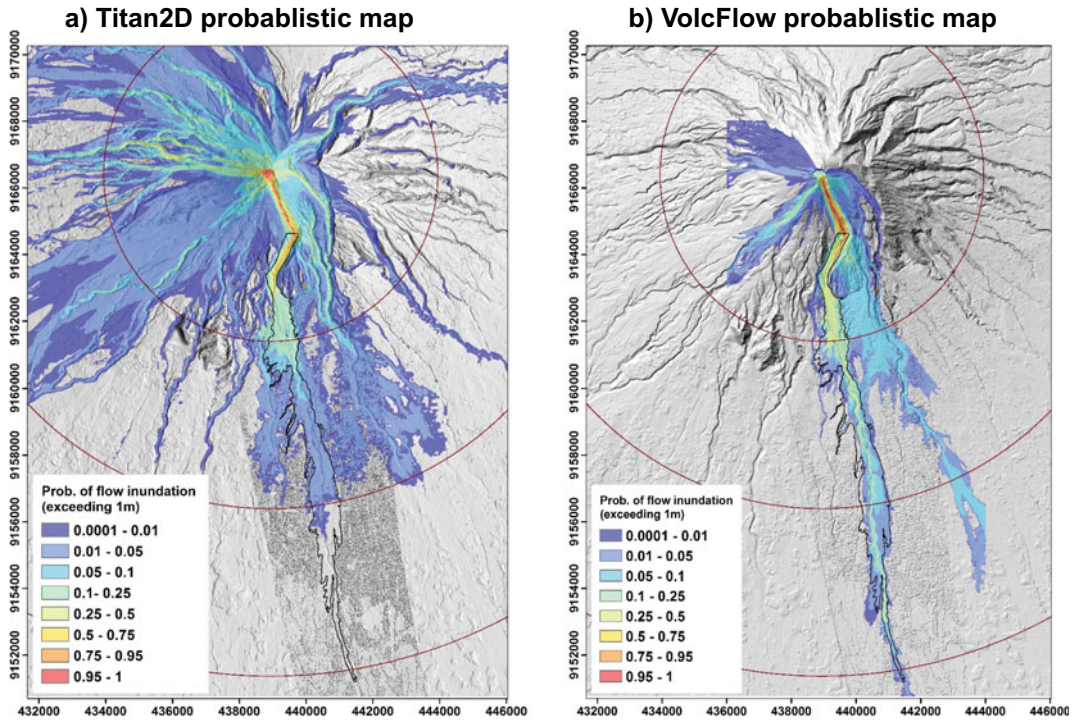 a) Titan2D probablistic map
b) VolcFlow probablistic map
9170000
9168000
9166000
9164000
9162000
9160000
9158000
9156000
9154000
9152000
Prob. of flow inundation
(exceeding 1m)
0.0001 - 0.01
0.01 - 0.05
0.05 - 0.1
0.1 - 0.25
0.25 - 0.5
0.5 - 0.75
0.75 - 0.95
0.95 - 1
432000 434000 436000 438000 440000 442000 444000 446000
9170000
9168000
9166000
9164000
9162000
9160000
9158000
9156000
9154000
9152000
Prob. of flow inundation
(exceeding 1m)
0.0001 - 0.01
0.01 - 0.05
0.05 - 0.1
0.1 - 0.25
0.25 - 0.5
0.5 - 0.75
0.75 - 0.95
0.95 - 1
432000 434000 436000 438000 440000 442000 444000 446000